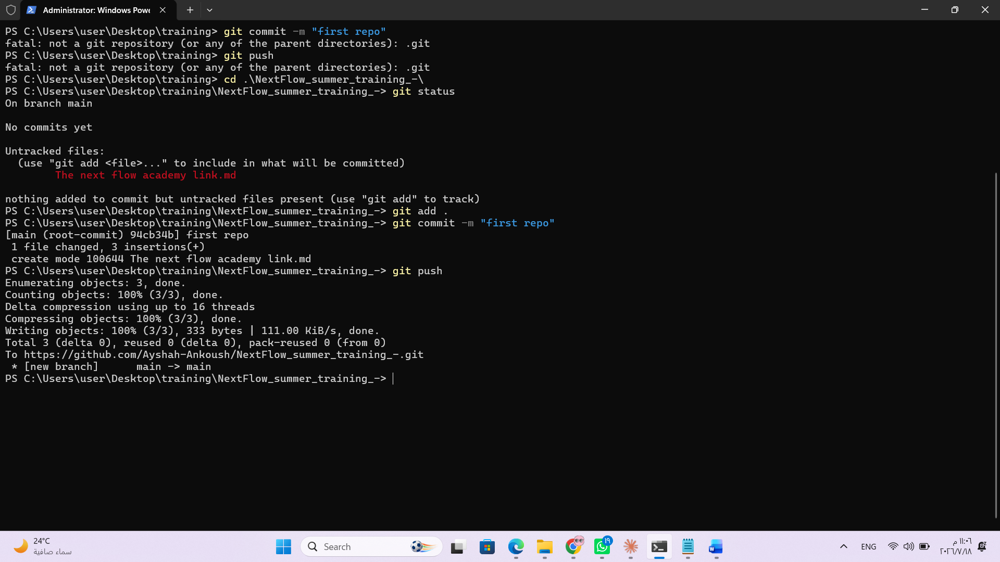 Administrator: Windows Powe
PS C:\Users\user\Desktop\training> git commit -m "first repo"
fatal: not a git repository (or any of the parent directories): .git
PS C:\Users\user\Desktop\training> git push
fatal: not a git repository (or any of the parent directories): .git
PS C:\Users\user\Desktop\training> cd .\NextFlow_summer_training_-\
PS C:\Users\user\Desktop\training\NextFlow_summer_training_-> git status
On branch main
No commits yet
Untracked files:
  (use "git add <file>..." to include in what will be committed)
        The next flow academy link.md
nothing added to commit but untracked files present (use "git add" to track)
PS C:\Users\user\Desktop\training\NextFlow_summer_training_-> git add .
PS C:\Users\user\Desktop\training\NextFlow_summer_training_-> git commit -m "first repo"
[main (root-commit) 94cb34b] first repo
 1 file changed, 3 insertions(+)
 create mode 100644 The next flow academy link.md
PS C:\Users\user\Desktop\training\NextFlow_summer_training_-> git push
Enumerating objects: 3, done.
Counting objects: 100% (3/3), done.
Delta compression using up to 16 threads
Compressing objects: 100% (3/3), done.
Writing objects: 100% (3/3), 333 bytes | 111.00 KiB/s, done.
Total 3 (delta 0), reused 0 (delta 0), pack-reused 0 (from 0)
To https://github.com/Ayshah-Ankoush/NextFlow_summer_training_-.git
 * [new branch]      main -> main
PS C:\Users\user\Desktop\training\NextFlow_summer_training_->
24°C
سماء صافية
Search
١٩
W
ENG
١١:٠٦ م
٢٠٢٦/٧/١٨